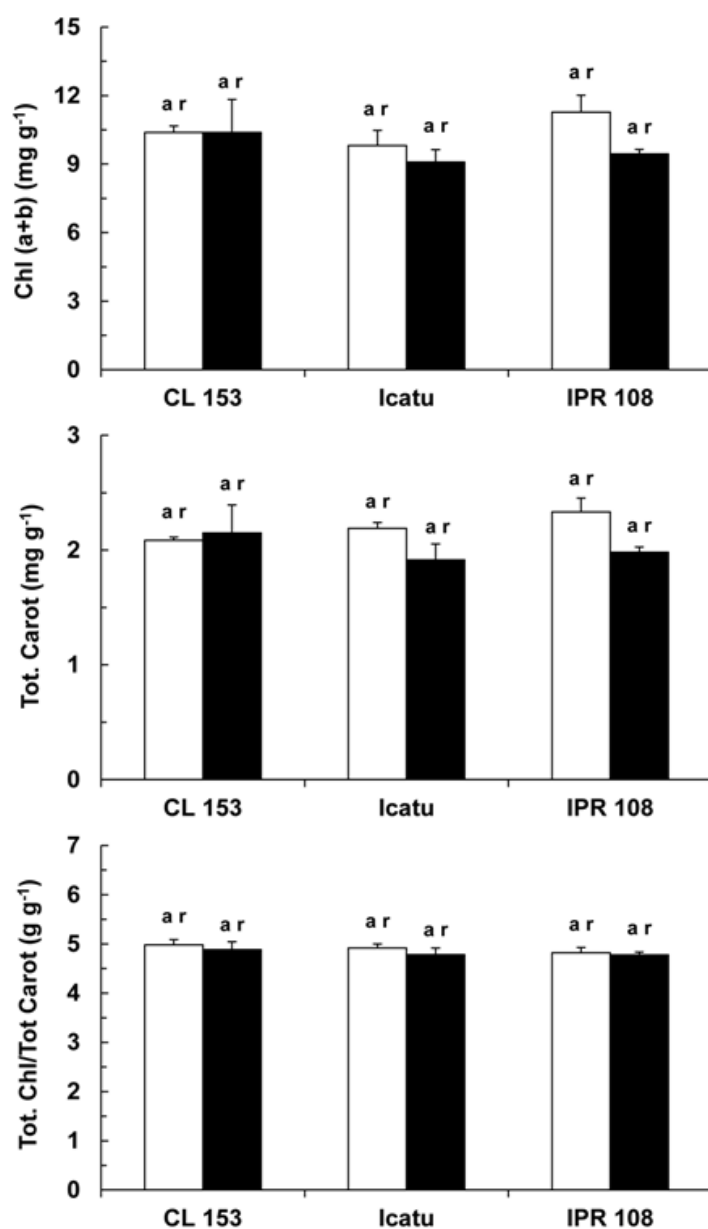 Chl (a+b) (mg g⁻¹)
15
12
9
6
3
0
a r
a r
a r
a r
a r
a r
CL 153 Icatu IPR 108
Tot. Carot (mg g⁻¹)
3
2
1
0
a r
a r
a r
a r
a r
a r
CL 153 Icatu IPR 108
Tot. Chl/Tot Carot (g g⁻¹)
7
6
5
4
3
2
1
0
a r
a r
a r
a r
a r
a r
CL 153 Icatu IPR 108